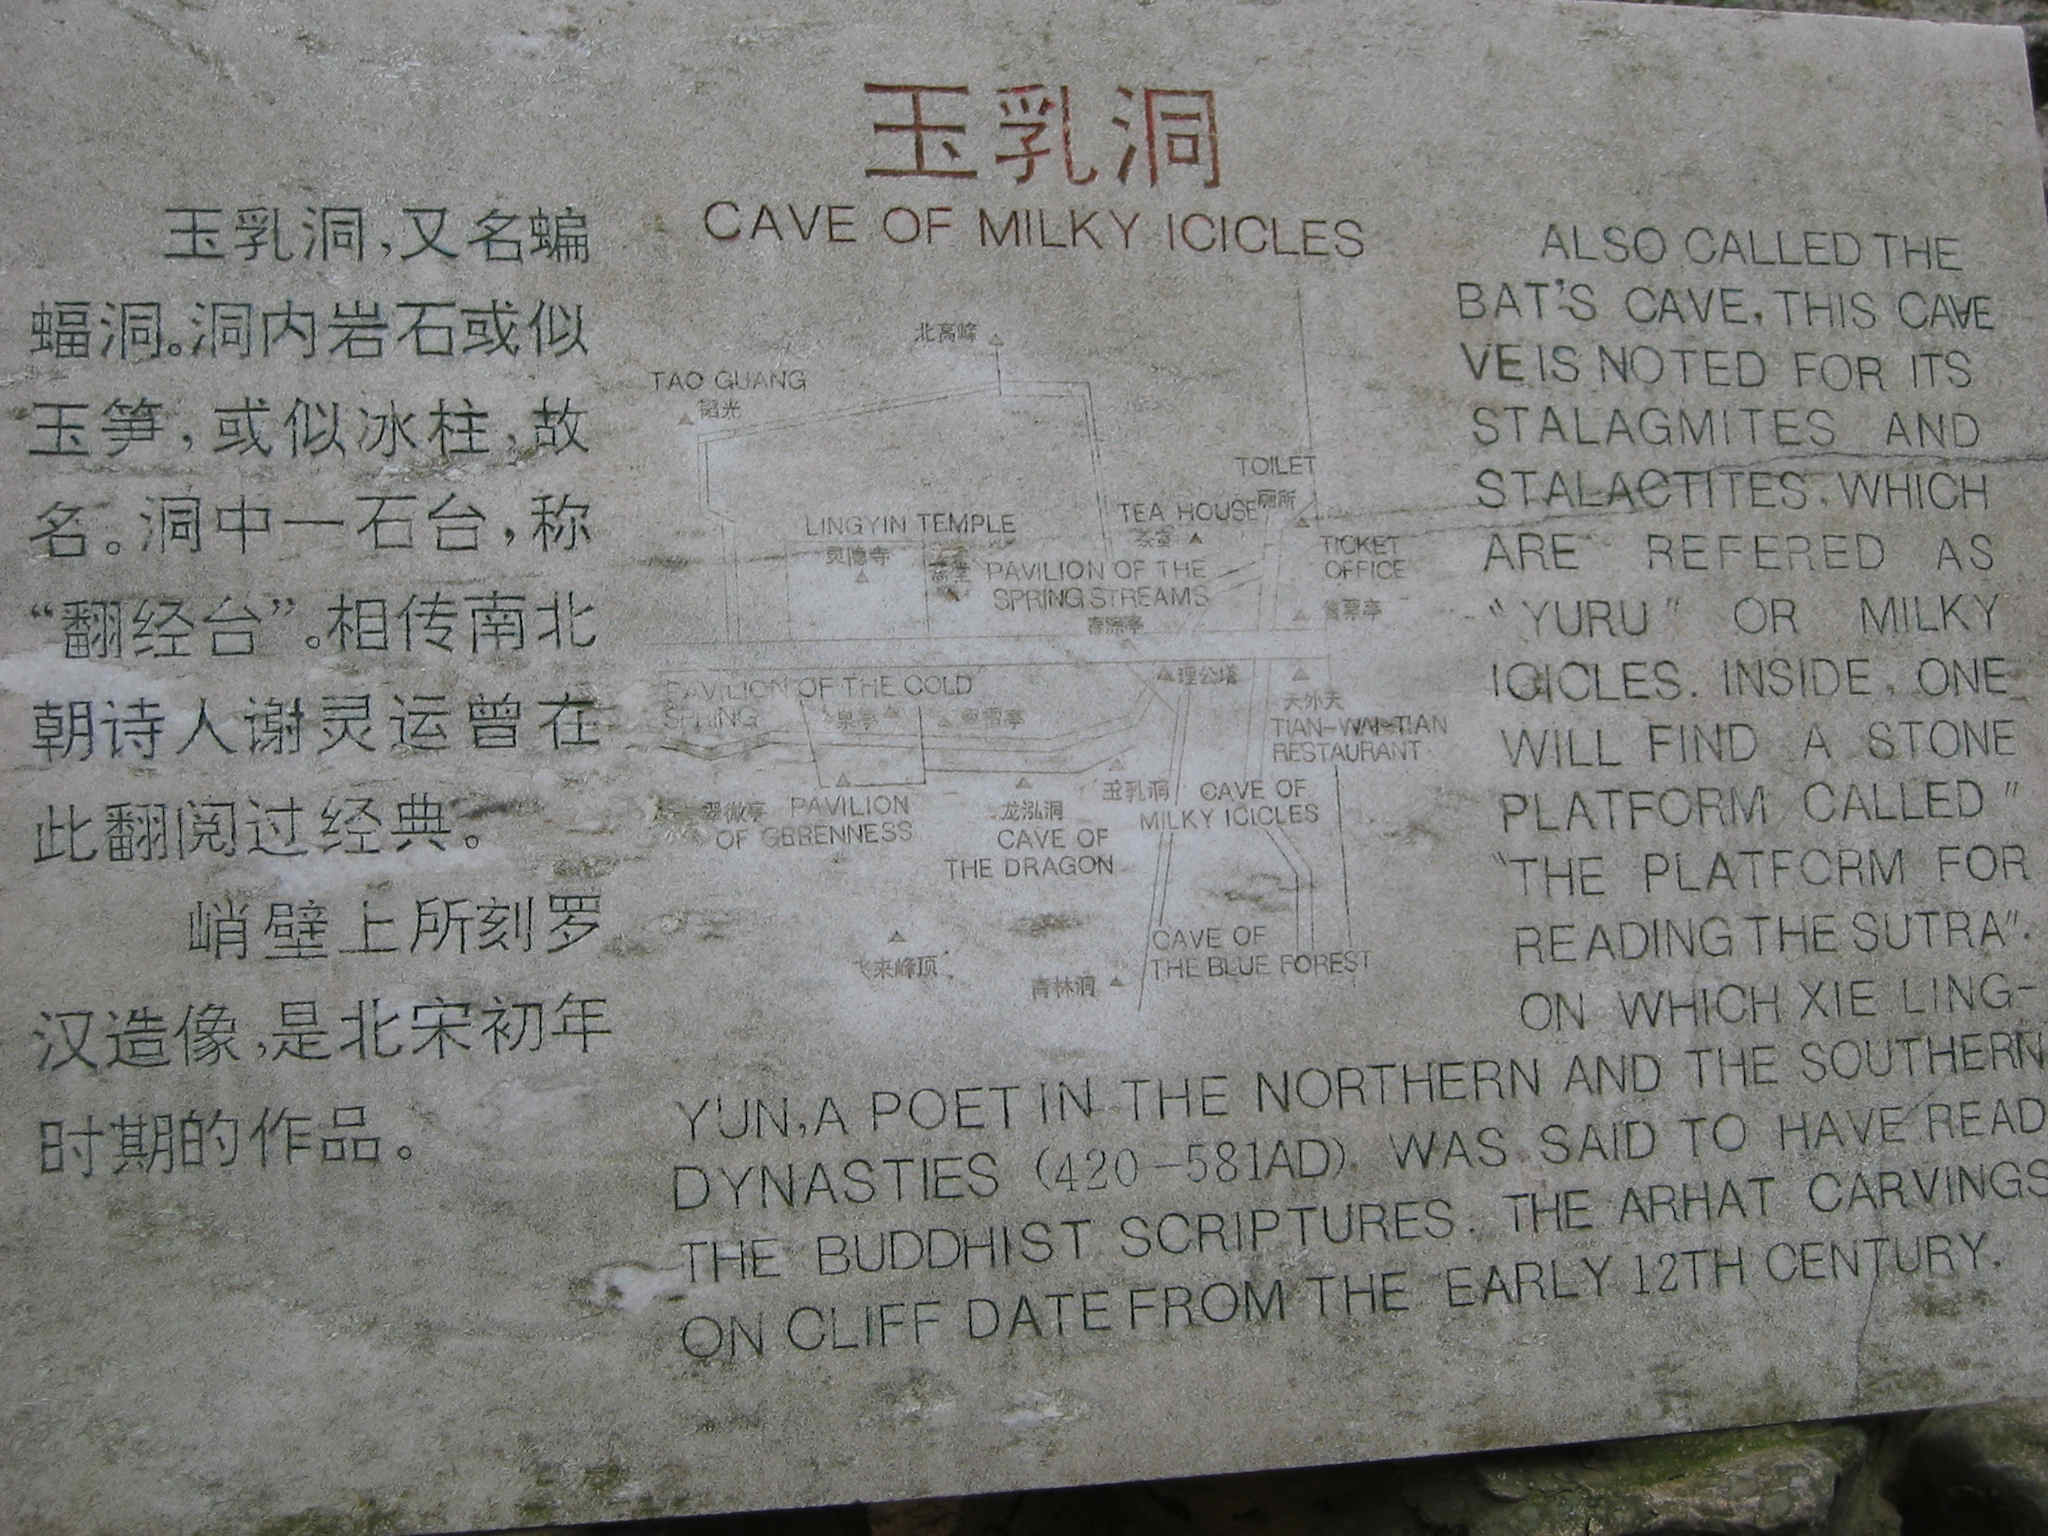 玉乳洞
CAVE OF MILKY ICICLES
玉乳洞,又名蝙
蝠洞。洞内岩石或似
玉笋,或似冰柱,故
名。洞中一石台,称
“翻经台”。相传南北
朝诗人谢灵运曾在
此翻阅过经典。
峭壁上所刻罗
汉造像,是北宋初年
时期的作品。
北高峰
TAO GUANG
韬光
TOILET
厕所
LINGYIN TEMPLE
灵隐寺
TEA HOUSE
茶室
TICKET
OFFICE
PAVILION OF THE
SPRING STREAMS
春淙亭
理公塔
PAVILION OF THE COLD
SPRING
泉亭
天外天
TIAN-WAI-TIAN
RESTAURANT
翠微亭
PAVILION
OF GERENNESS
龙泓洞
CAVE OF
THE DRAGON
玉乳洞
CAVE OF
MILKY ICICLES
飞来峰顶
CAVE OF
THE BLUE FOREST
青林洞
ALSO CALLED THE
BAT'S CAVE, THIS CAVE
VE IS NOTED FOR ITS
STALAGMITES AND
STALACTITES, WHICH
ARE REFERED AS
“YURU” OR MILKY
ICICLES. INSIDE, ONE
WILL FIND A STONE
PLATFORM CALLED ”
“THE PLATFORM FOR
READING THE SUTRA”.
ON WHICH XIE LING-
YUN, A POET IN THE NORTHERN AND THE SOUTHERN
DYNASTIES (420-581AD) WAS SAID TO HAVE READ
THE BUDDHIST SCRIPTURES. THE ARHAT CARVINGS
ON CLIFF DATE FROM THE EARLY 12TH CENTURY.